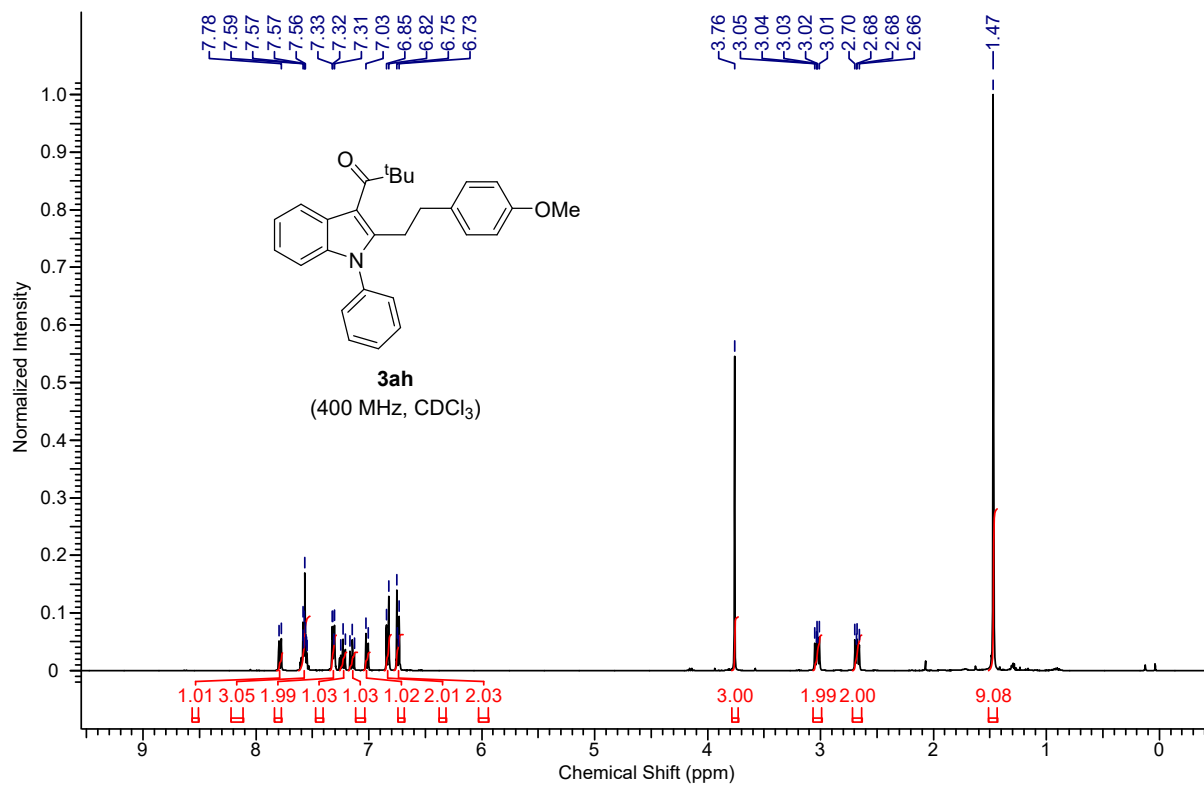 7.78 7.59 7.57 7.57 7.56 7.33 7.32 7.31 7.03 6.85 6.82 6.75 6.73 3.76 3.05 3.04 3.03 3.02 3.01 2.70 2.68 2.68 2.66 1.47
1.0
0.9
0.8
0.7
0.6
0.5
0.4
0.3
0.2
0.1
0
Normalized Intensity
O
tBu
OMe
N
3ah
(400 MHz, CDCl3)
1.01 3.05 1.99 1.03 1.03 1.02 2.01 2.03 3.00 1.99 2.00 9.08
9 8 7 6 5 4 3 2 1 0
Chemical Shift (ppm)